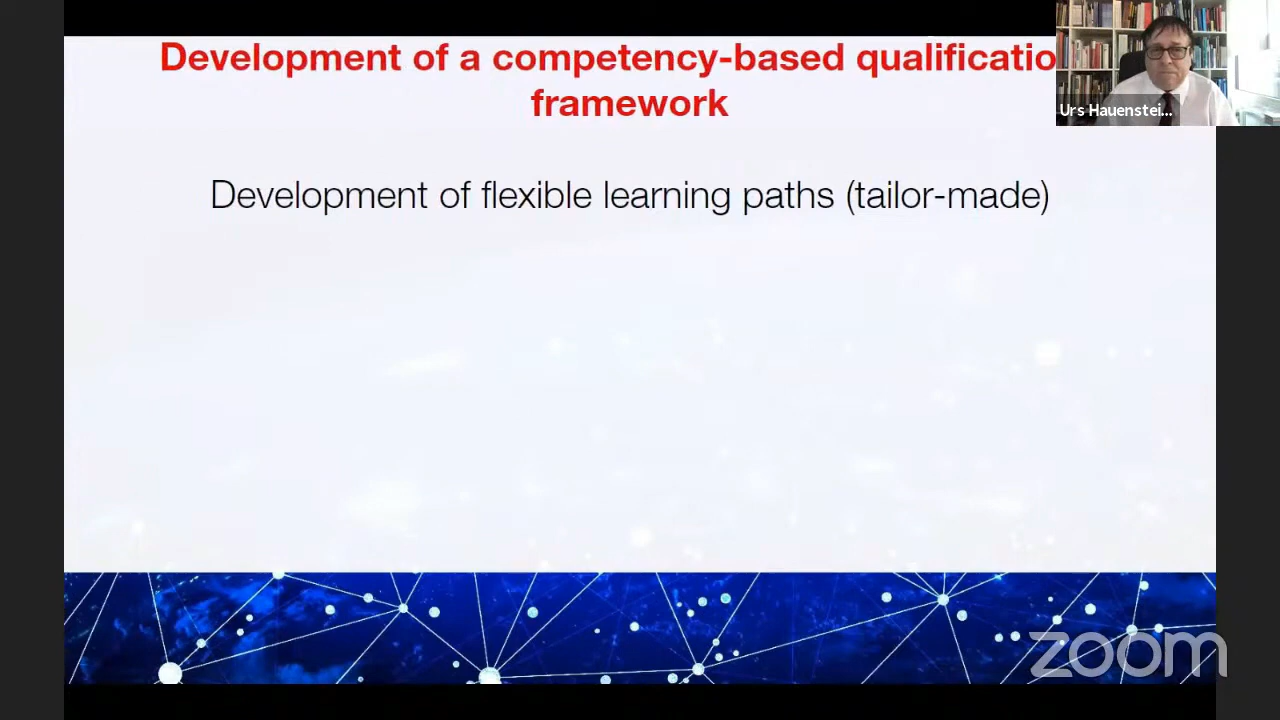 Development of a competency-based qualificatio
framework
Urs Hauenstei...
Development of flexible learning paths (tailor-made)
zoom